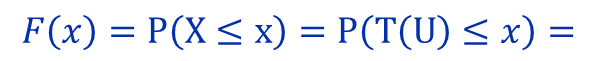 F(x) = P(X ≤ x) = P(T(U) ≤ x) =